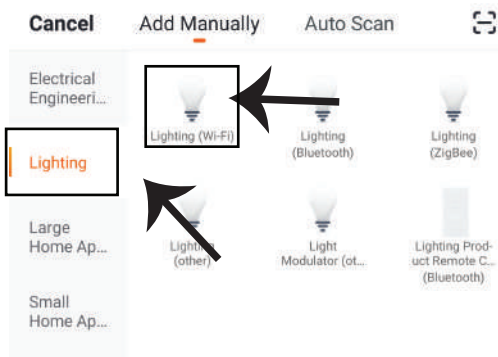 Cancel
Add Manually
Auto Scan
Electrical
Engineeri...
Lighting
Large
Home Ap...
Small
Home Ap...
Lighting (Wi-Fi)
Lighting
(Bluetooth)
Lighting
(ZigBee)
Lighting
(other)
Light
Modulator (ot...
Lighting Prod-
uct Remote C...
(Bluetooth)